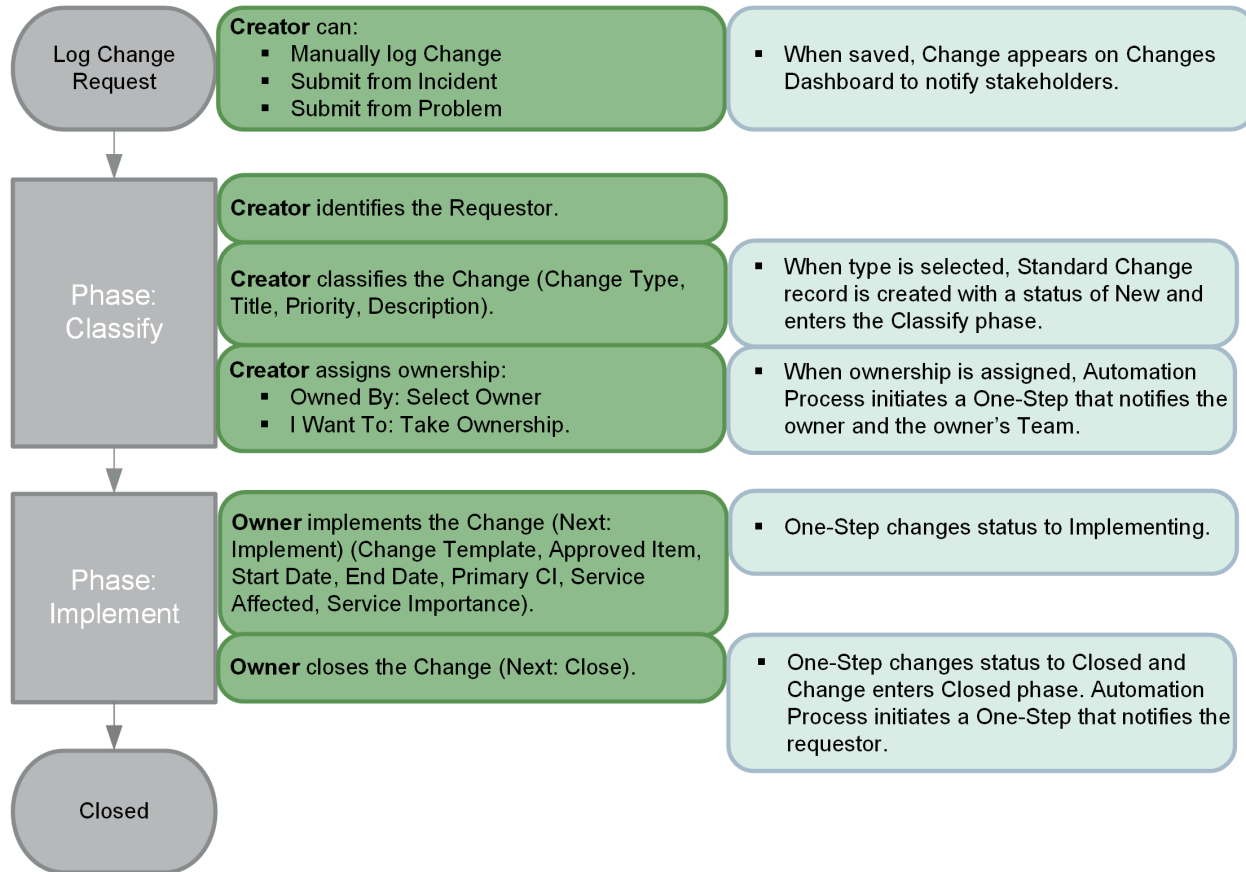 Log Change
Request
Creator can:
▪ Manually log Change
▪ Submit from Incident
▪ Submit from Problem
▪ When saved, Change appears on Changes
Dashboard to notify stakeholders.
Phase:
Classify
Creator identifies the Requestor.
Creator classifies the Change (Change Type,
Title, Priority, Description).
▪ When type is selected, Standard Change
record is created with a status of New and
enters the Classify phase.
Creator assigns ownership:
▪ Owned By: Select Owner
▪ I Want To: Take Ownership.
▪ When ownership is assigned, Automation
Process initiates a One-Step that notifies the
owner and the owner’s Team.
Phase:
Implement
Owner implements the Change (Next:
Implement) (Change Template, Approved Item,
Start Date, End Date, Primary CI, Service
Affected, Service Importance).
▪ One-Step changes status to Implementing.
Owner closes the Change (Next: Close).
▪ One-Step changes status to Closed and
Change enters Closed phase. Automation
Process initiates a One-Step that notifies the
requestor.
Closed